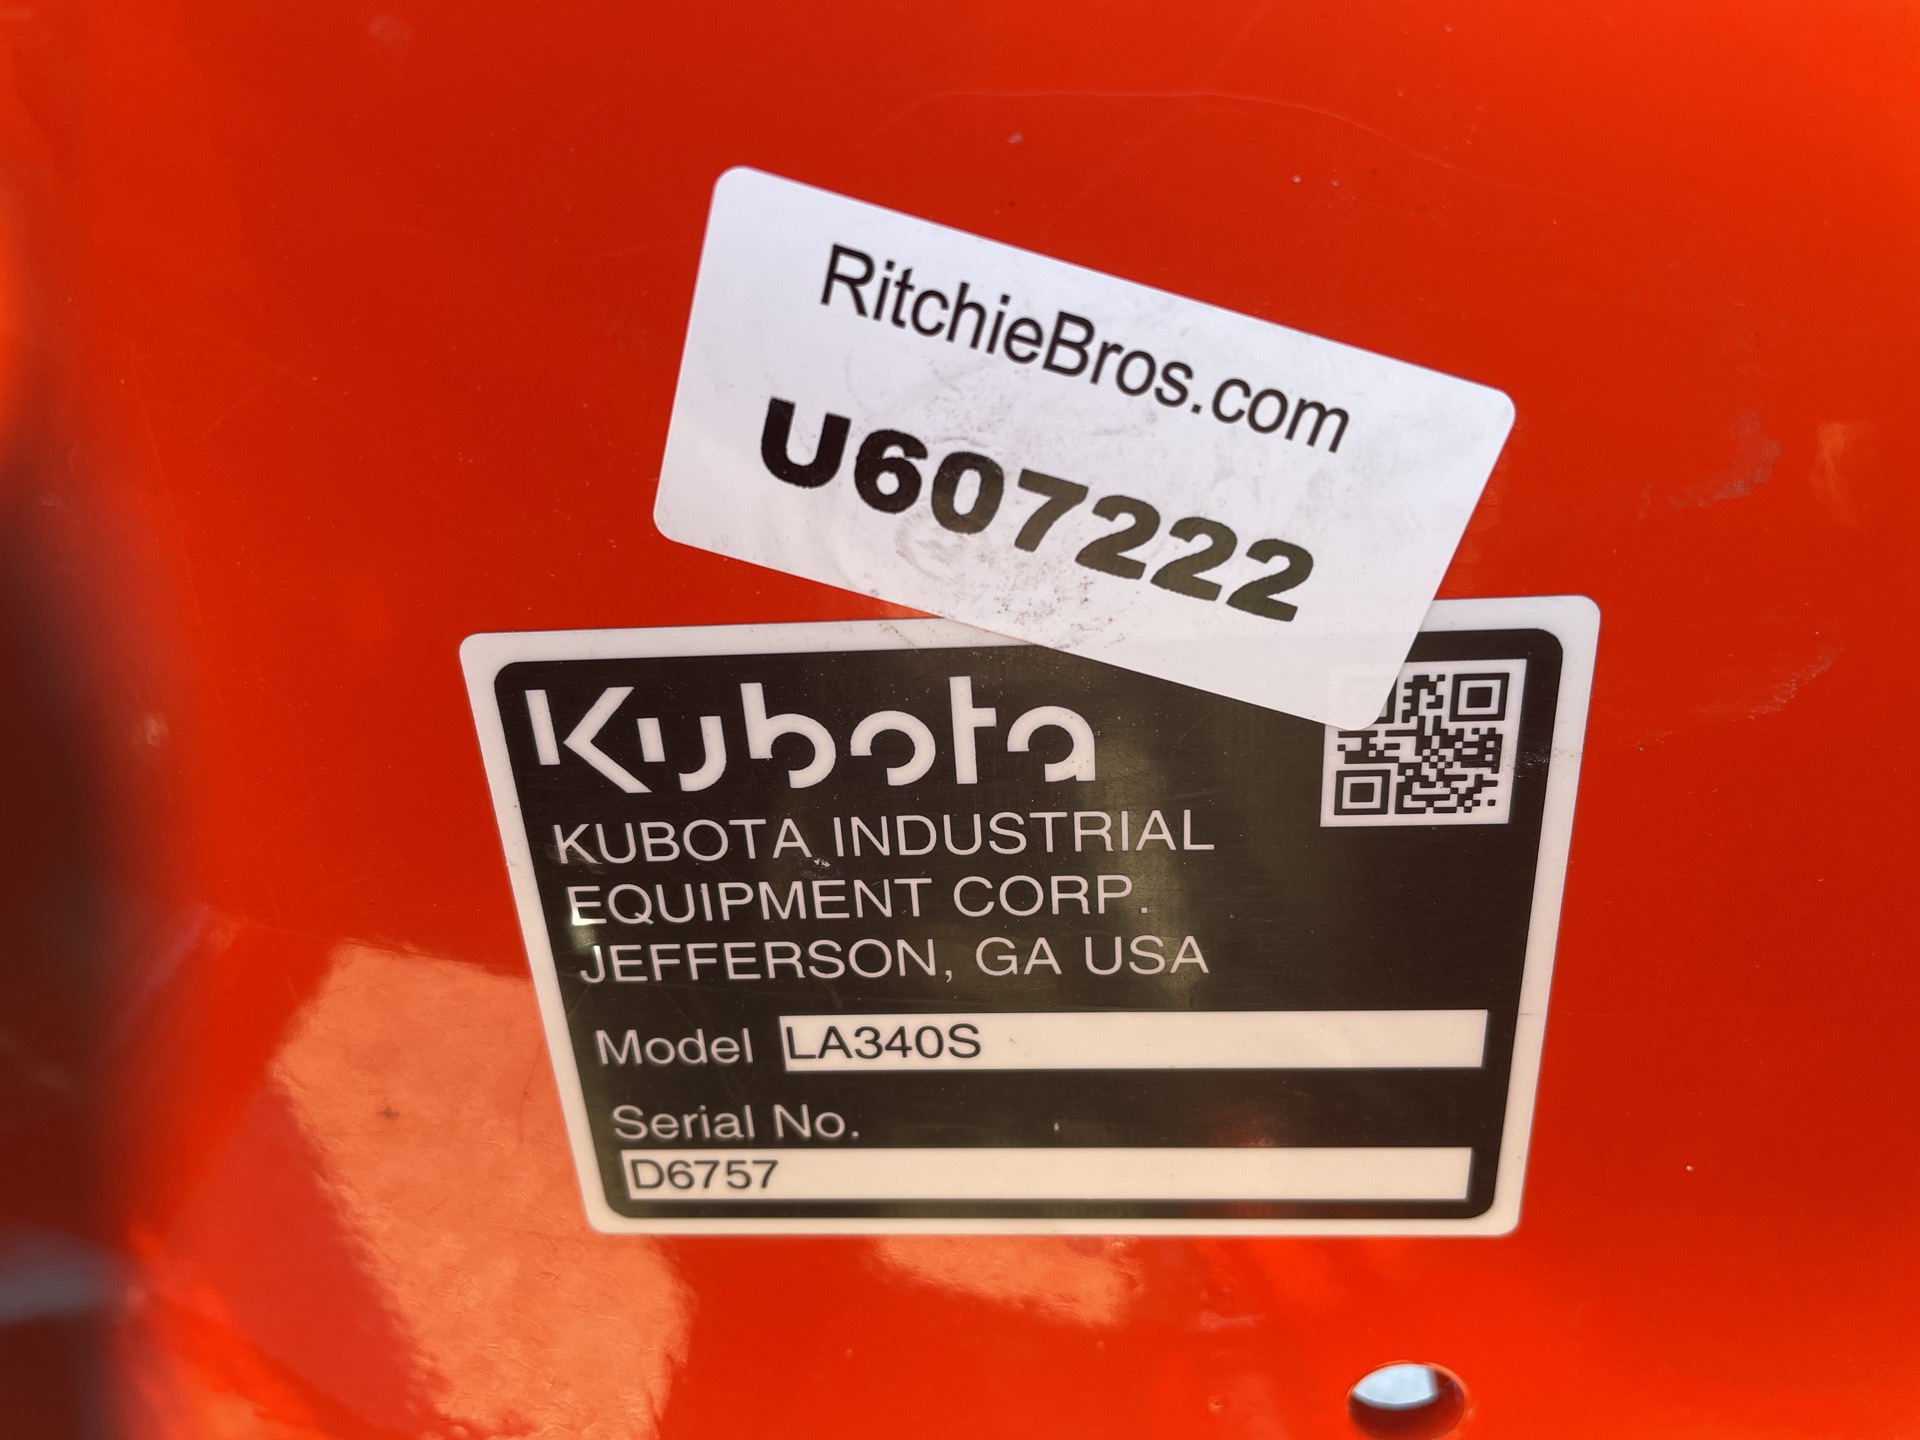 RitchieBros.com
U607222
Kubota
KUBOTA INDUSTRIAL
EQUIPMENT CORP.
JEFFERSON, GA USA
Model LA340S
Serial No.
D6757